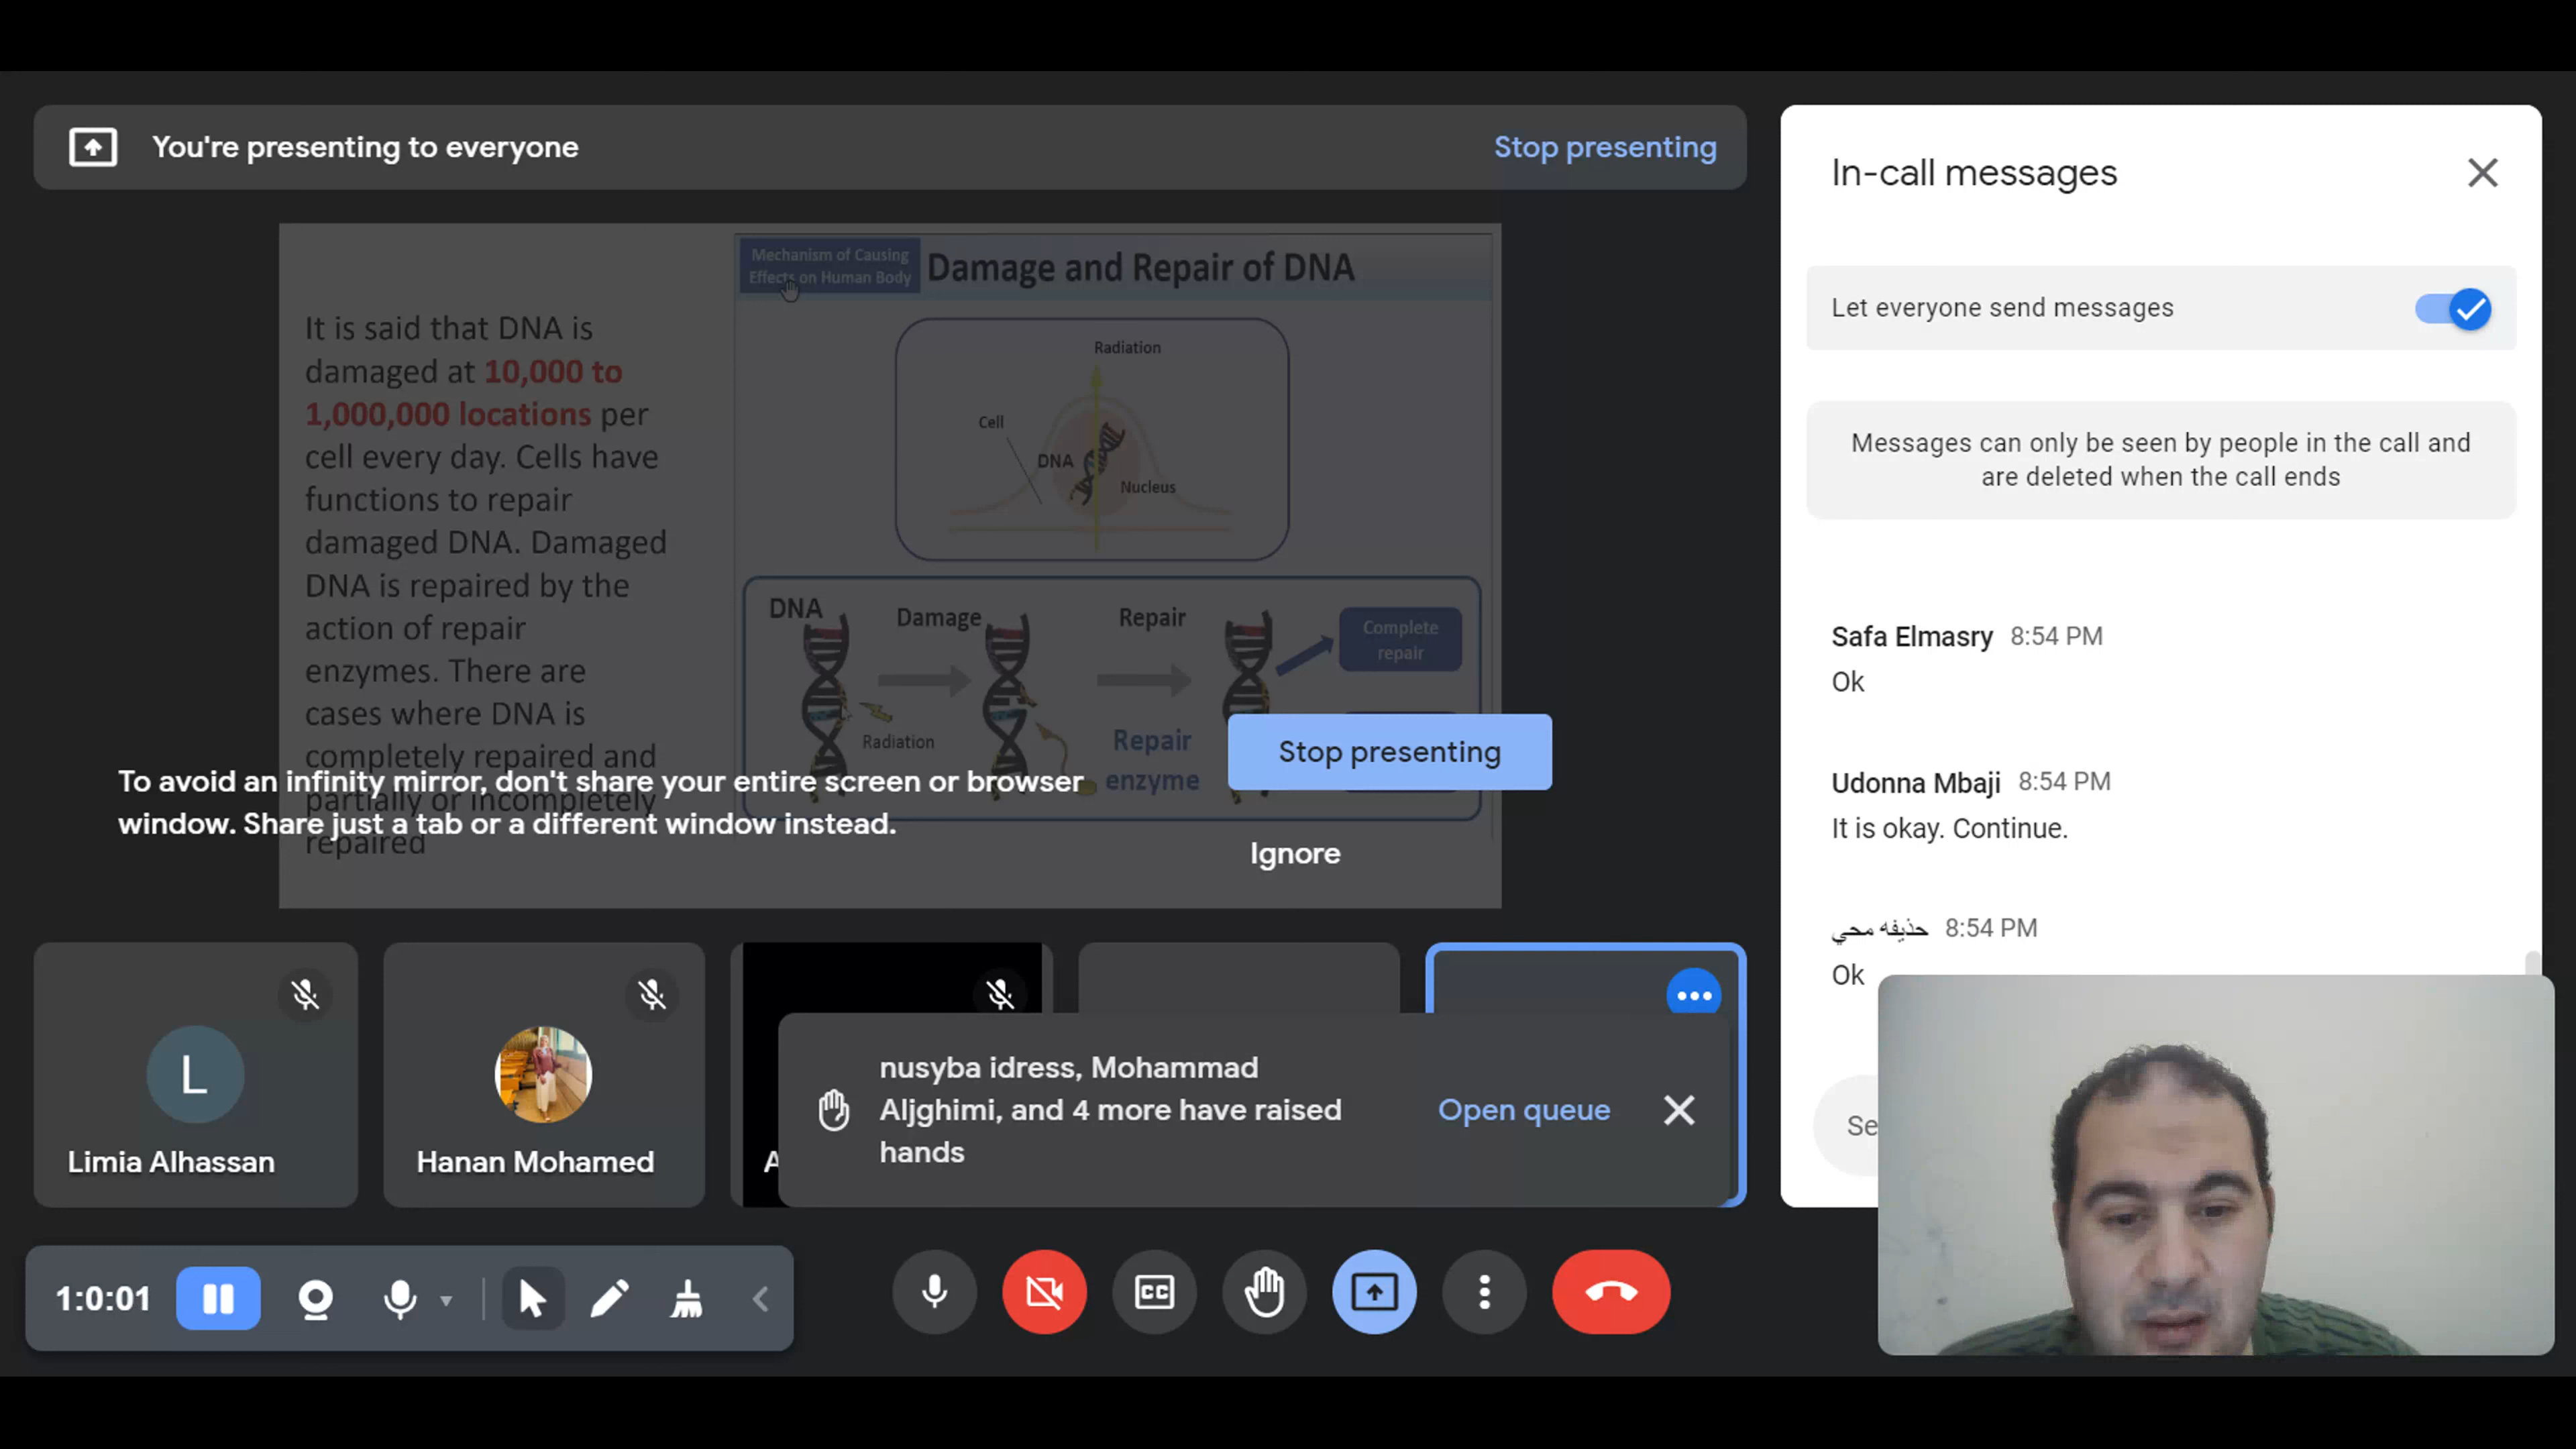 You're presenting to everyone
Stop presenting
Mechanism of Causing
Effects on Human Body
Damage and Repair of DNA
It is said that DNA is
damaged at 10,000 to
1,000,000 locations per
cell every day. Cells have
functions to repair
damaged DNA. Damaged
DNA is repaired by the
action of repair
enzymes. There are
cases where DNA is
completely repaired and
partially or incompletely
repaired
Radiation
Cell
DNA
Nucleus
DNA
Damage
Repair
Complete
repair
Radiation
Repair
enzyme
To avoid an infinity mirror, don't share your entire screen or browser
window. Share just a tab or a different window instead.
Stop presenting
Ignore
L
Limia Alhassan
Hanan Mohamed
A
nusyba idress, Mohammad
Aljghimi, and 4 more have raised
hands
Open queue
1:0:01
CC
In-call messages
Let everyone send messages
Messages can only be seen by people in the call and
are deleted when the call ends
Safa Elmasry 8:54 PM
Ok
Udonna Mbaji 8:54 PM
It is okay. Continue.
حذيفه محي 8:54 PM
Ok
Se